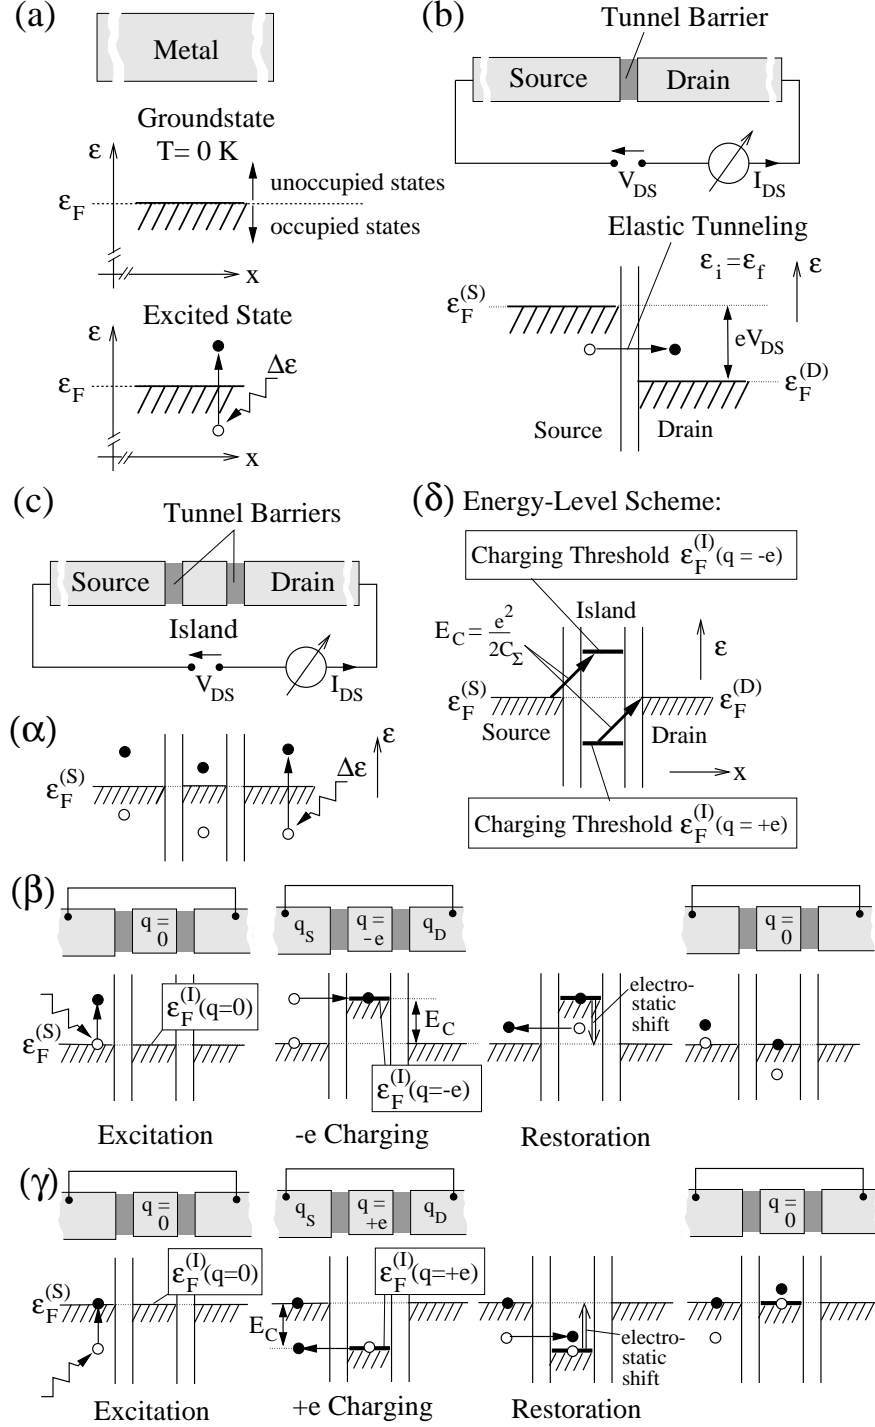 (a)
Metal
Groundstate
T= 0 K
ε
unoccupied states
ε_F
occupied states
x
Excited State
ε
Δε
ε_F
x
(b)
Tunnel Barrier
Source
Drain
V_DS
I_DS
Elastic Tunneling
ε_i = ε_f
ε
ε_F^(S)
eV_DS
ε_F^(D)
Source
Drain
(c)
Tunnel Barriers
Source
Drain
Island
V_DS
I_DS
(δ) Energy-Level Scheme:
Charging Threshold ε_F^(I)(q = -e)
Island
E_C = e²/2C_Σ
ε
ε_F^(S)
ε_F^(D)
Source
Drain
x
Charging Threshold ε_F^(I)(q = +e)
(α)
ε
ε_F^(S)
Δε
(β)
q = 0
q_S
q = -e
q_D
q = 0
ε_F^(I)(q=0)
ε_F^(S)
E_C
ε_F^(I)(q=-e)
electro-
static
shift
Excitation
-e Charging
Restoration
(γ)
q = 0
q_S
q = +e
q_D
q = 0
ε_F^(I)(q=0)
ε_F^(I)(q=+e)
ε_F^(S)
E_C
electro-
static
shift
Excitation
+e Charging
Restoration